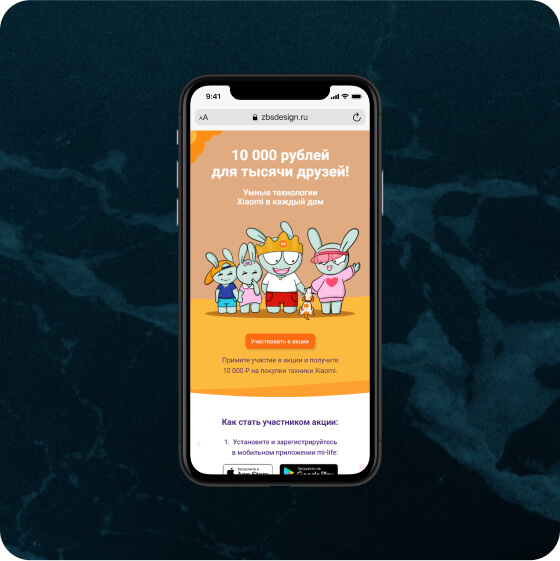 9:41
AA
zbsdesign.ru
10 000 рублей
для тысячи друзей!
Умные технологии
Xiaomi в каждый дом
Участвовать в акции
Примите участие в акции и получите
10 000 ₽ на покупки техники Xiaomi.
Как стать участником акции:
1. Установите и зарегистрируйтесь
в мобильном приложении mi-life:
Загрузите в
App Store
Загрузите на
Google Play